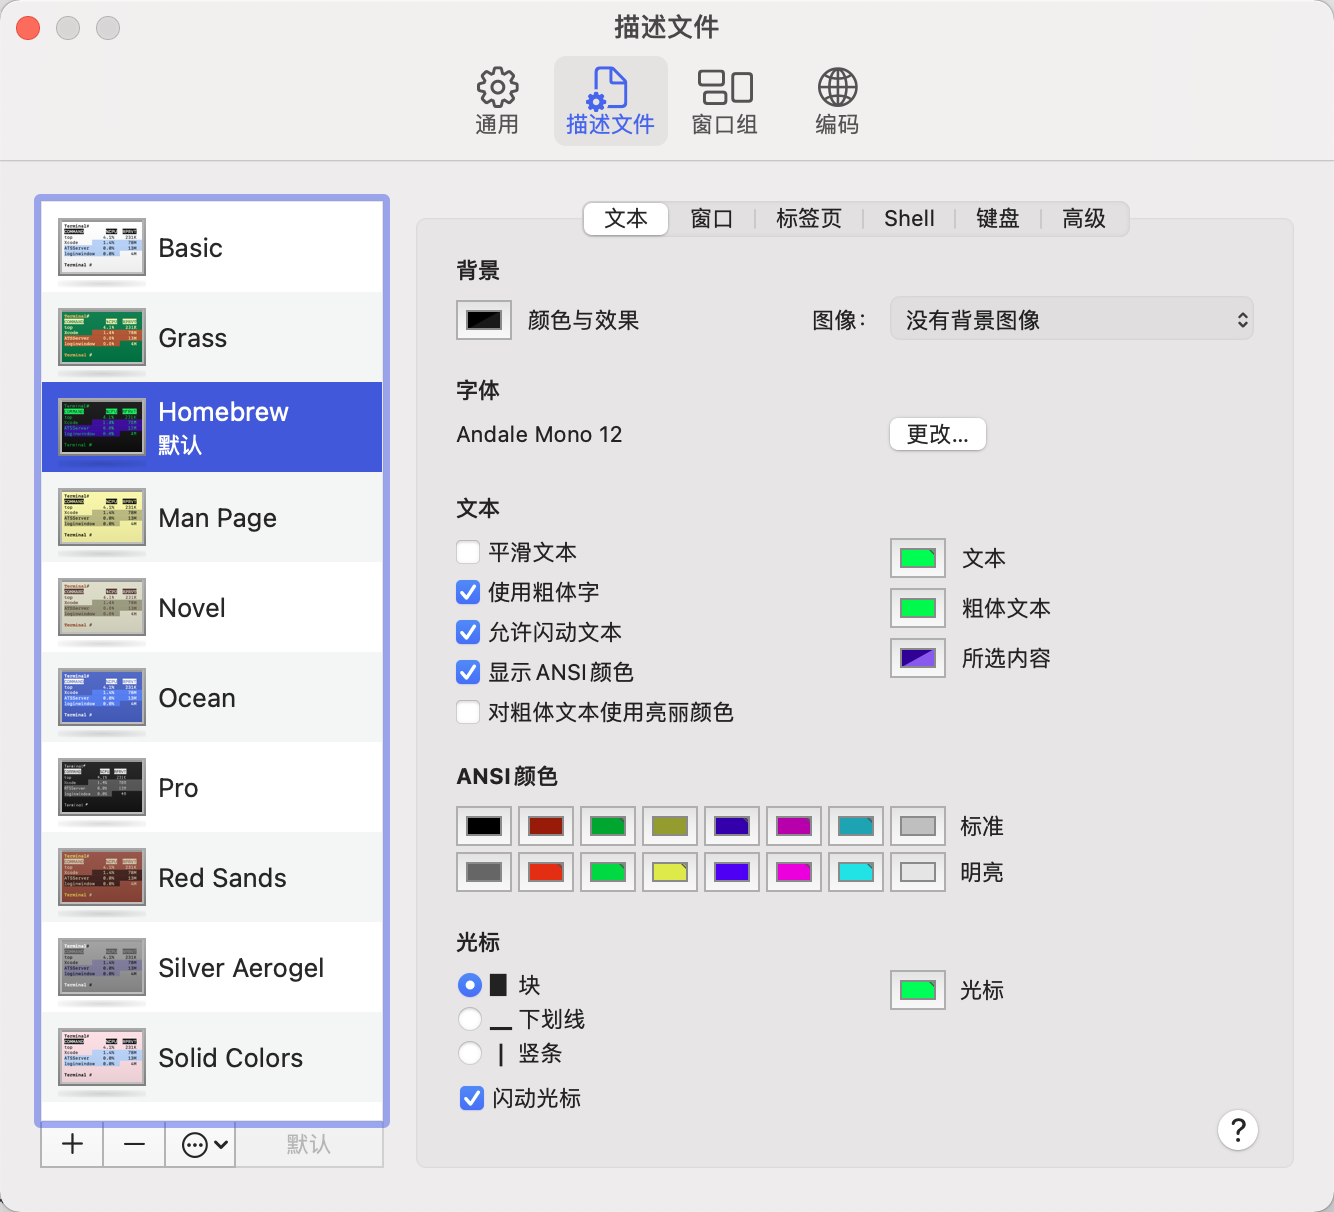 描述文件
通用
描述文件
窗口组
编码
Basic
Grass
Homebrew
默认
Man Page
Novel
Ocean
Pro
Red Sands
Silver Aerogel
Solid Colors
默认
文本
窗口
标签页
Shell
键盘
高级
背景
颜色与效果
图像：
没有背景图像
字体
Andale Mono 12
更改...
文本
平滑文本
使用粗体字
允许闪动文本
显示 ANSI 颜色
对粗体文本使用亮丽颜色
文本
粗体文本
所选内容
ANSI 颜色
标准
明亮
光标
块
下划线
竖条
闪动光标
光标
?